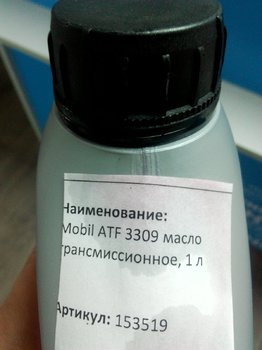 Наименование:
Mobil ATF 3309 масло
трансмиссионное, 1 л
Артикул: 153519